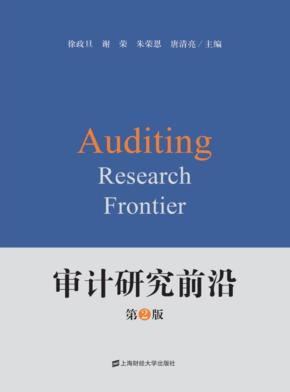 徐政旦 谢 荣 朱荣恩 唐清亮/主编
Auditing
Research
Frontier
审计研究前沿
第2版
上海财经大学出版社